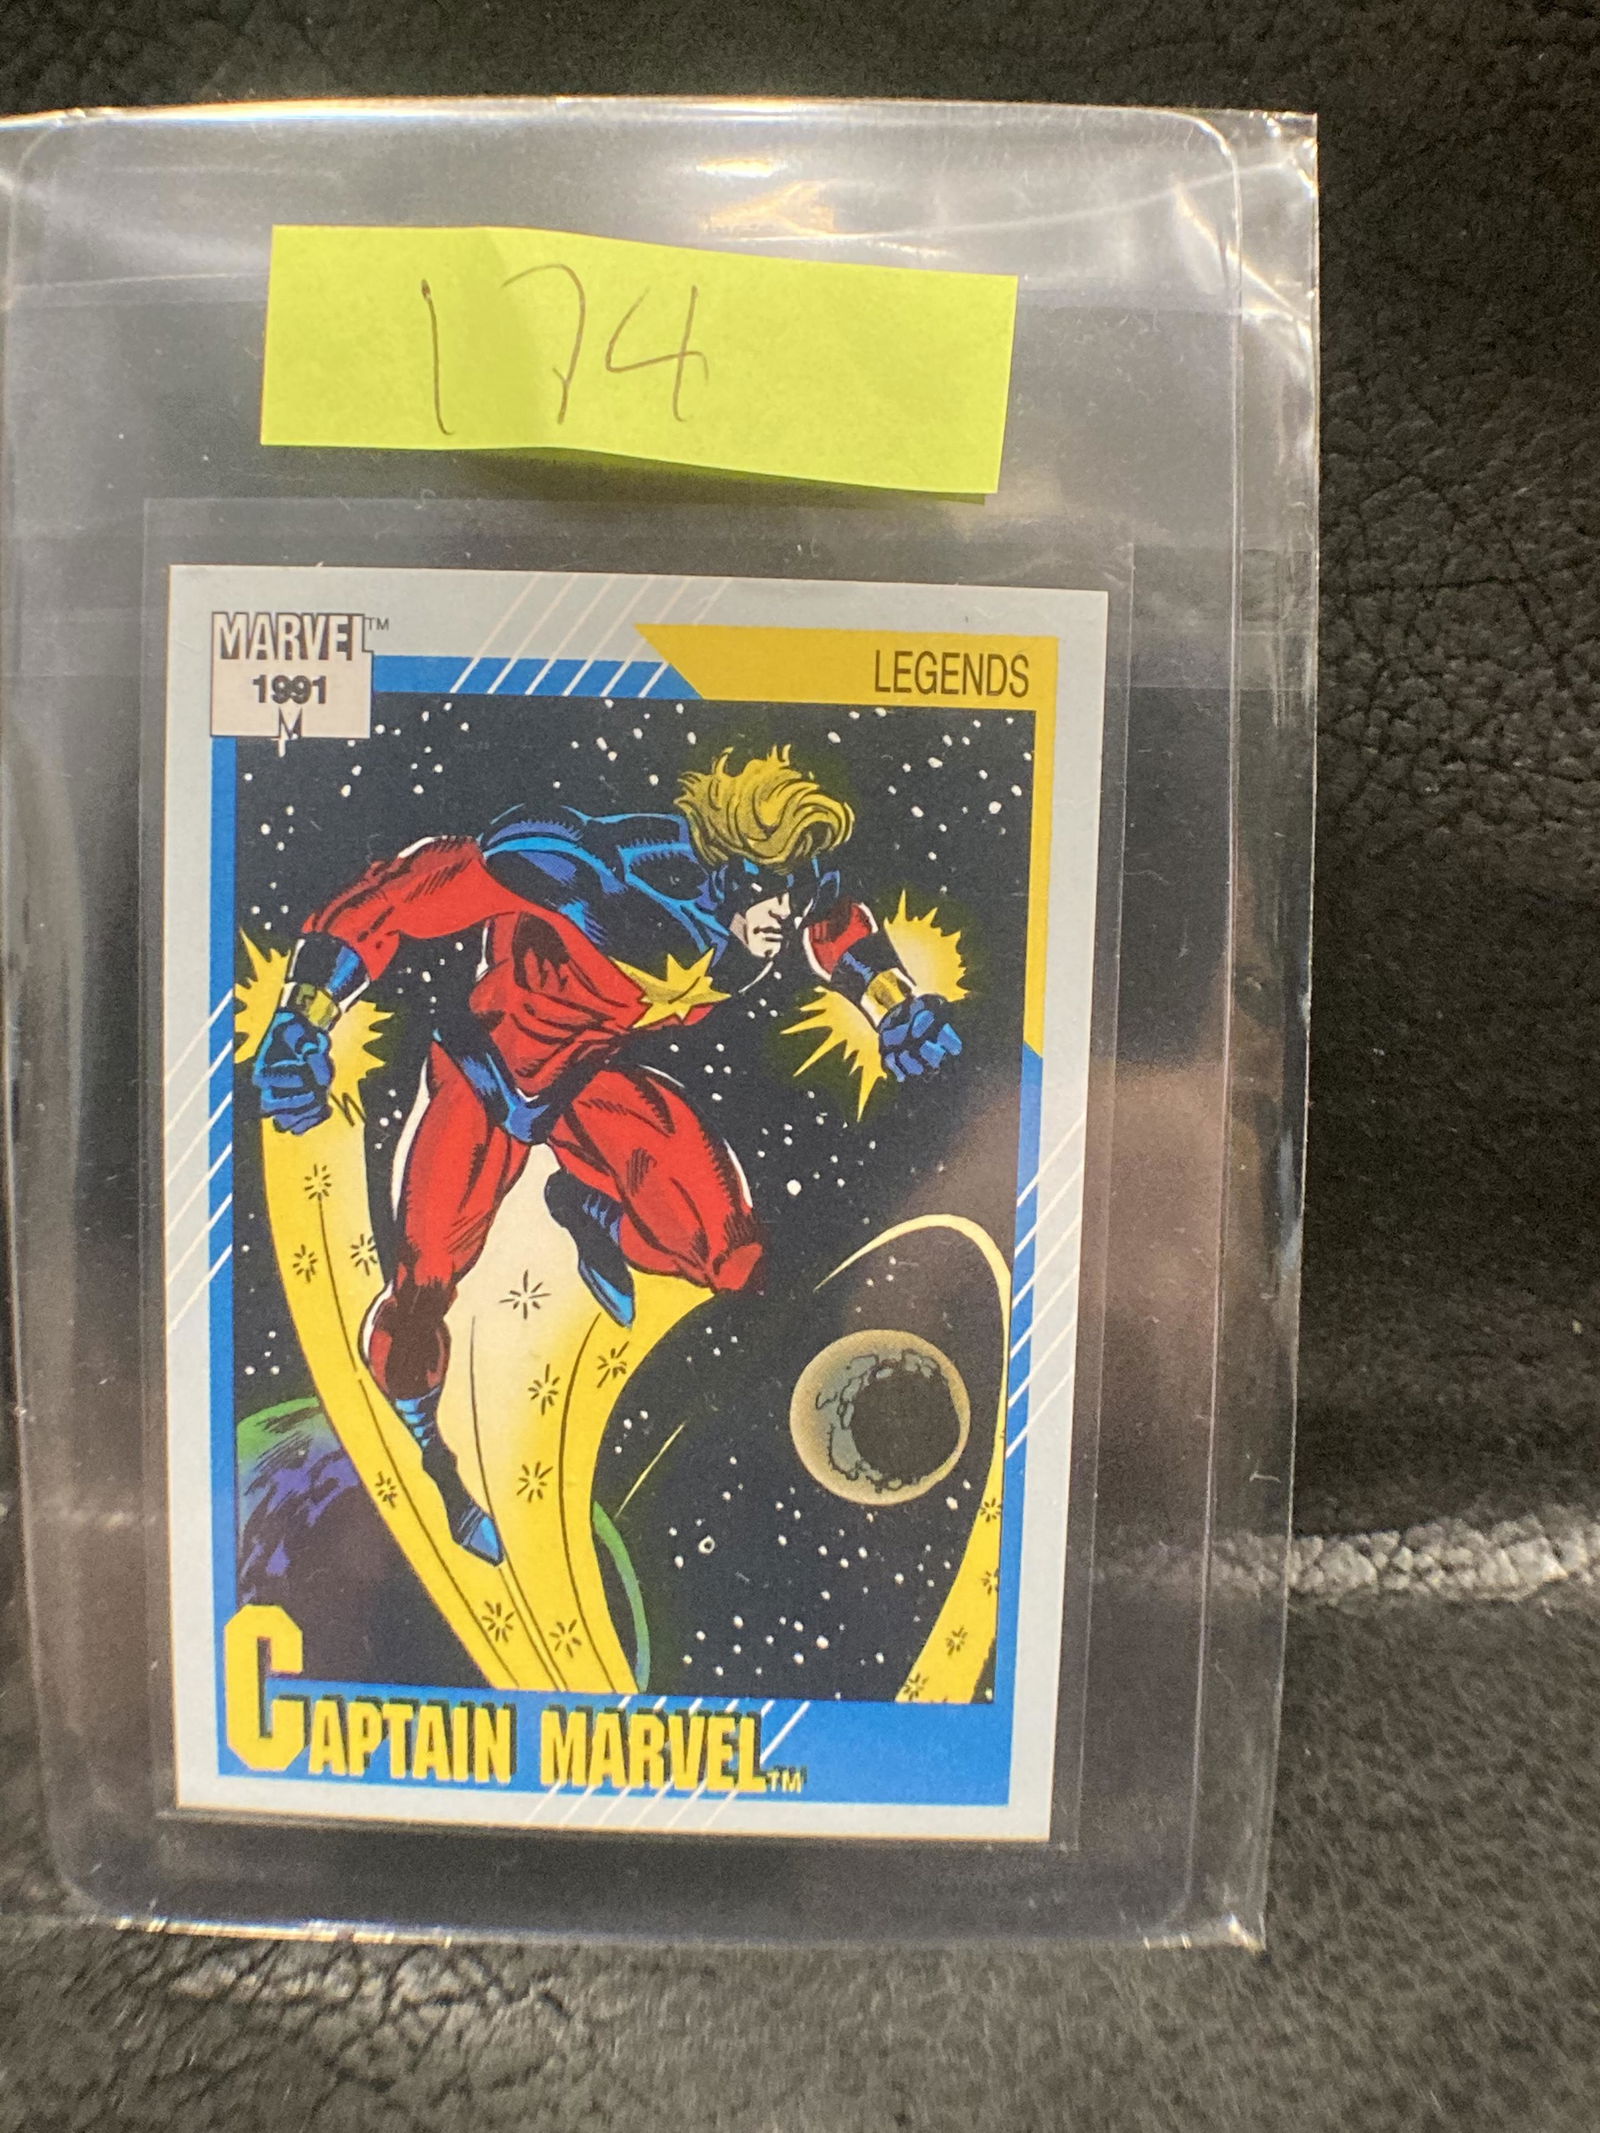 174
MARVEL™
1991
M
LEGENDS
CAPTAIN MARVEL™